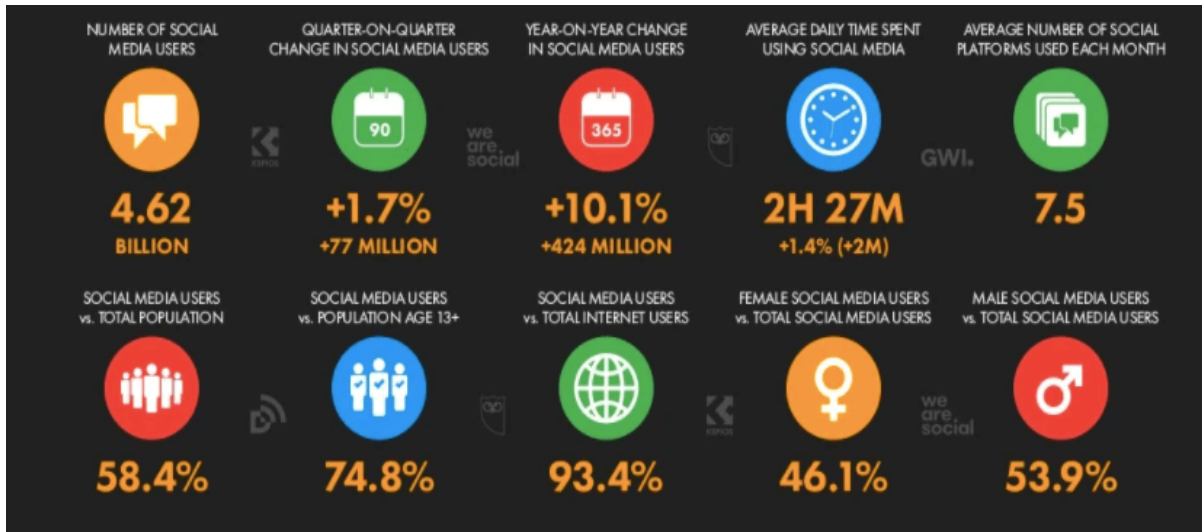 NUMBER OF SOCIAL
MEDIA USERS
QUARTER-ON-QUARTER
CHANGE IN SOCIAL MEDIA USERS
YEAR-ON-YEAR CHANGE
IN SOCIAL MEDIA USERS
AVERAGE DAILY TIME SPENT
USING SOCIAL MEDIA
AVERAGE NUMBER OF SOCIAL
PLATFORMS USED EACH MONTH
90
365
KEPIOS
we
are
social
GWI.
4.62
BILLION
+1.7%
+77 MILLION
+10.1%
+424 MILLION
2H 27M
+1.4% (+2M)
7.5
SOCIAL MEDIA USERS
vs. TOTAL POPULATION
SOCIAL MEDIA USERS
vs. POPULATION AGE 13+
SOCIAL MEDIA USERS
vs. TOTAL INTERNET USERS
FEMALE SOCIAL MEDIA USERS
vs. TOTAL SOCIAL MEDIA USERS
MALE SOCIAL MEDIA USERS
vs. TOTAL SOCIAL MEDIA USERS
KEPIOS
we
are
social
58.4%
74.8%
93.4%
46.1%
53.9%